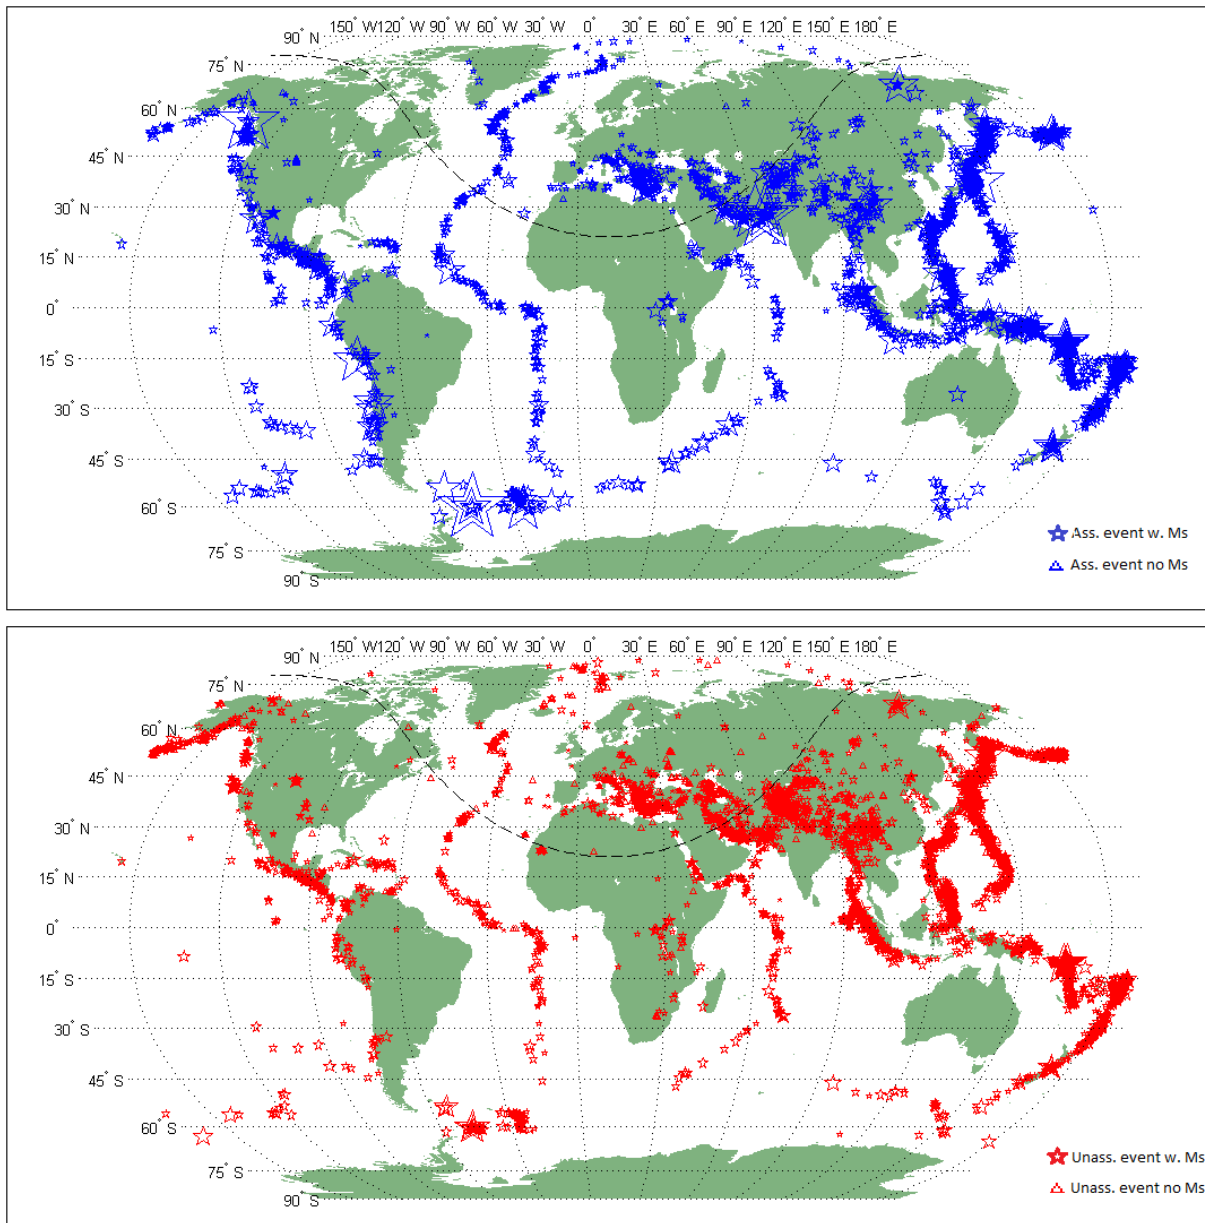 150° W 120° W 90° W 60° W 30° W 0° 30° E 60° E 90° E 120° E 150° E 180° E
90° N
75° N
60° N
45° N
30° N
15° N
0°
15° S
30° S
45° S
60° S
75° S
90° S
Ass. event w. Ms
Ass. event no Ms
150° W 120° W 90° W 60° W 30° W 0° 30° E 60° E 90° E 120° E 150° E 180° E
90° N
75° N
60° N
45° N
30° N
15° N
0°
15° S
30° S
45° S
60° S
75° S
90° S
Unass. event w. Ms
Unass. event no Ms